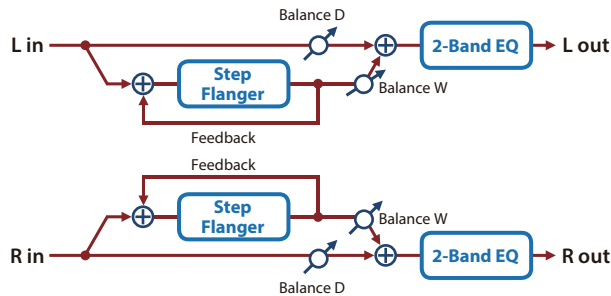 Balance D
L in
2-Band EQ
L out
Step
Flanger
Balance W
Feedback
Feedback
Step
Flanger
Balance W
R in
2-Band EQ
R out
Balance D